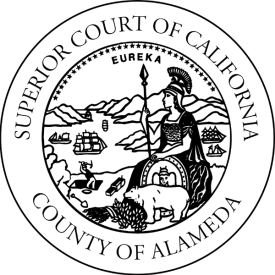 SUPERIOR COURT OF CALIFORNIA
EUREKA
COUNTY OF ALAMEDA